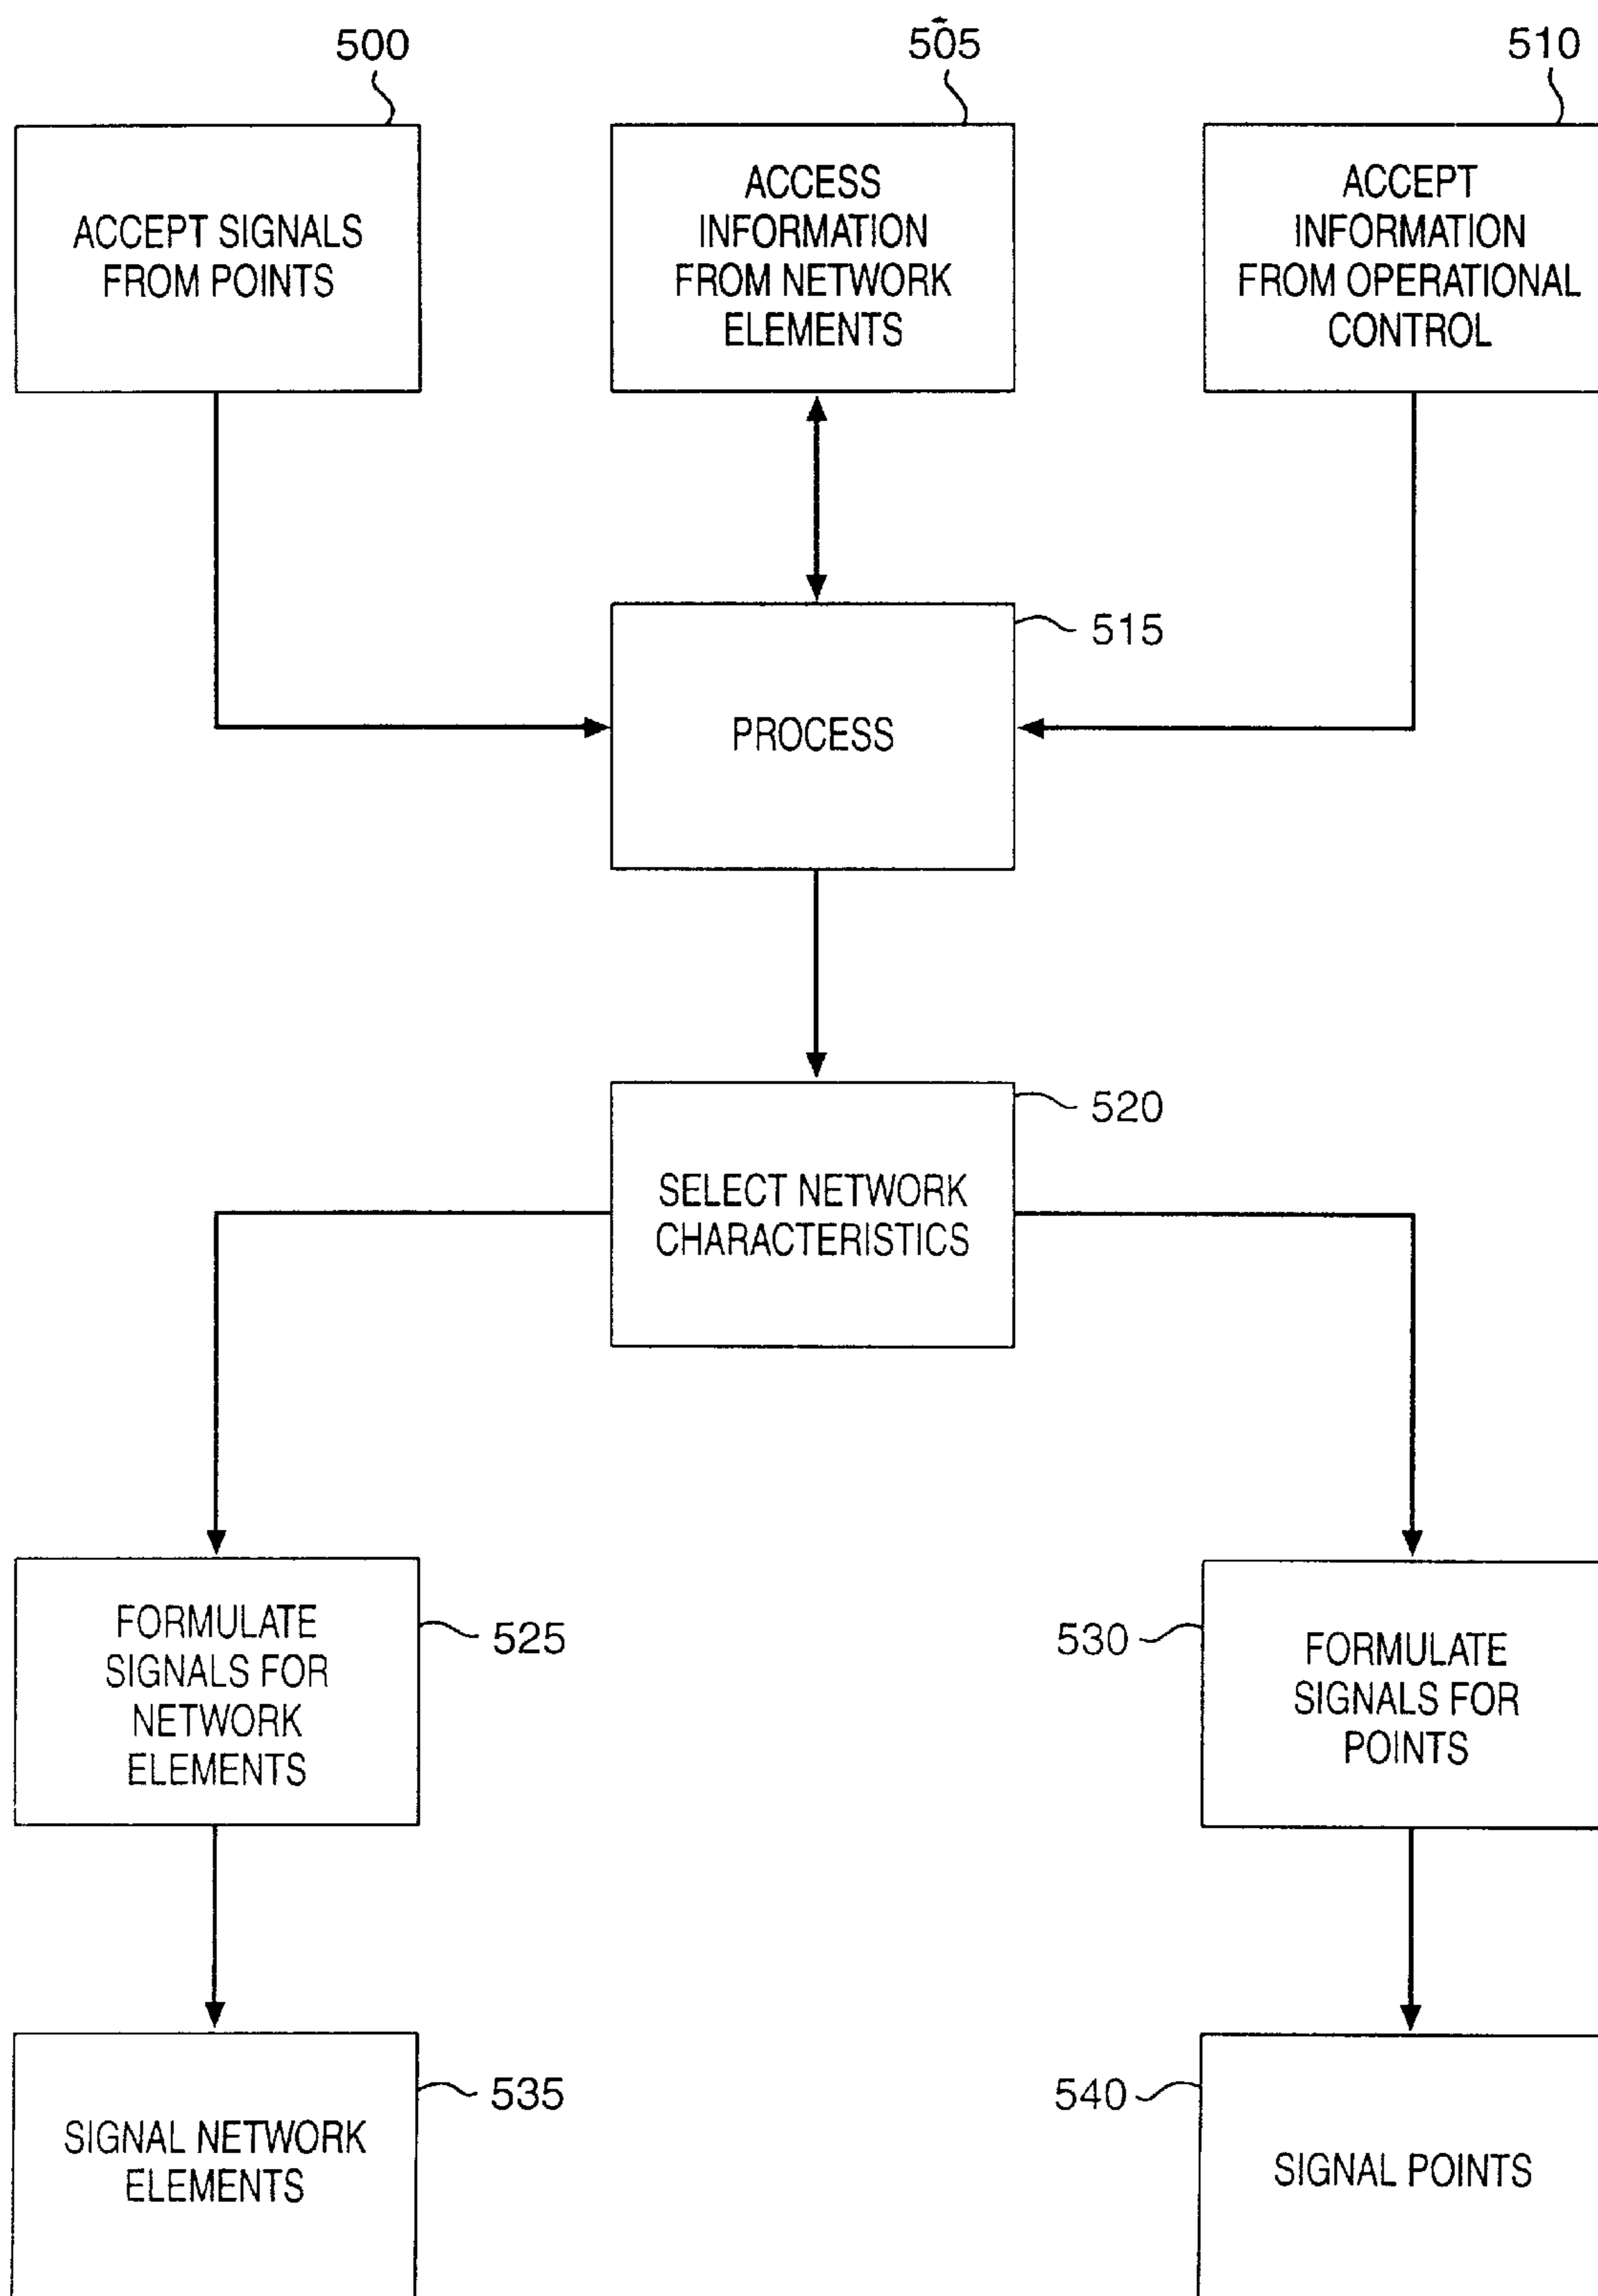 500
505
510
ACCEPT SIGNALS
FROM POINTS
ACCESS
INFORMATION
FROM NETWORK
ELEMENTS
ACCEPT
INFORMATION
FROM OPERATIONAL
CONTROL
515
PROCESS
520
SELECT NETWORK
CHARACTERISTICS
FORMULATE
SIGNALS FOR
NETWORK
ELEMENTS
525
530
FORMULATE
SIGNALS FOR
POINTS
535
SIGNAL NETWORK
ELEMENTS
540
SIGNAL POINTS